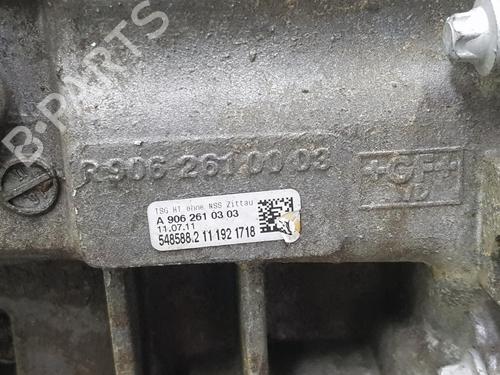 B-PARTS
R 906 261 00 03
+GF+
TSG H1 ohne NSS Zittau
A 906 261 03 03
11.07.11
548588.2 11 192 1718